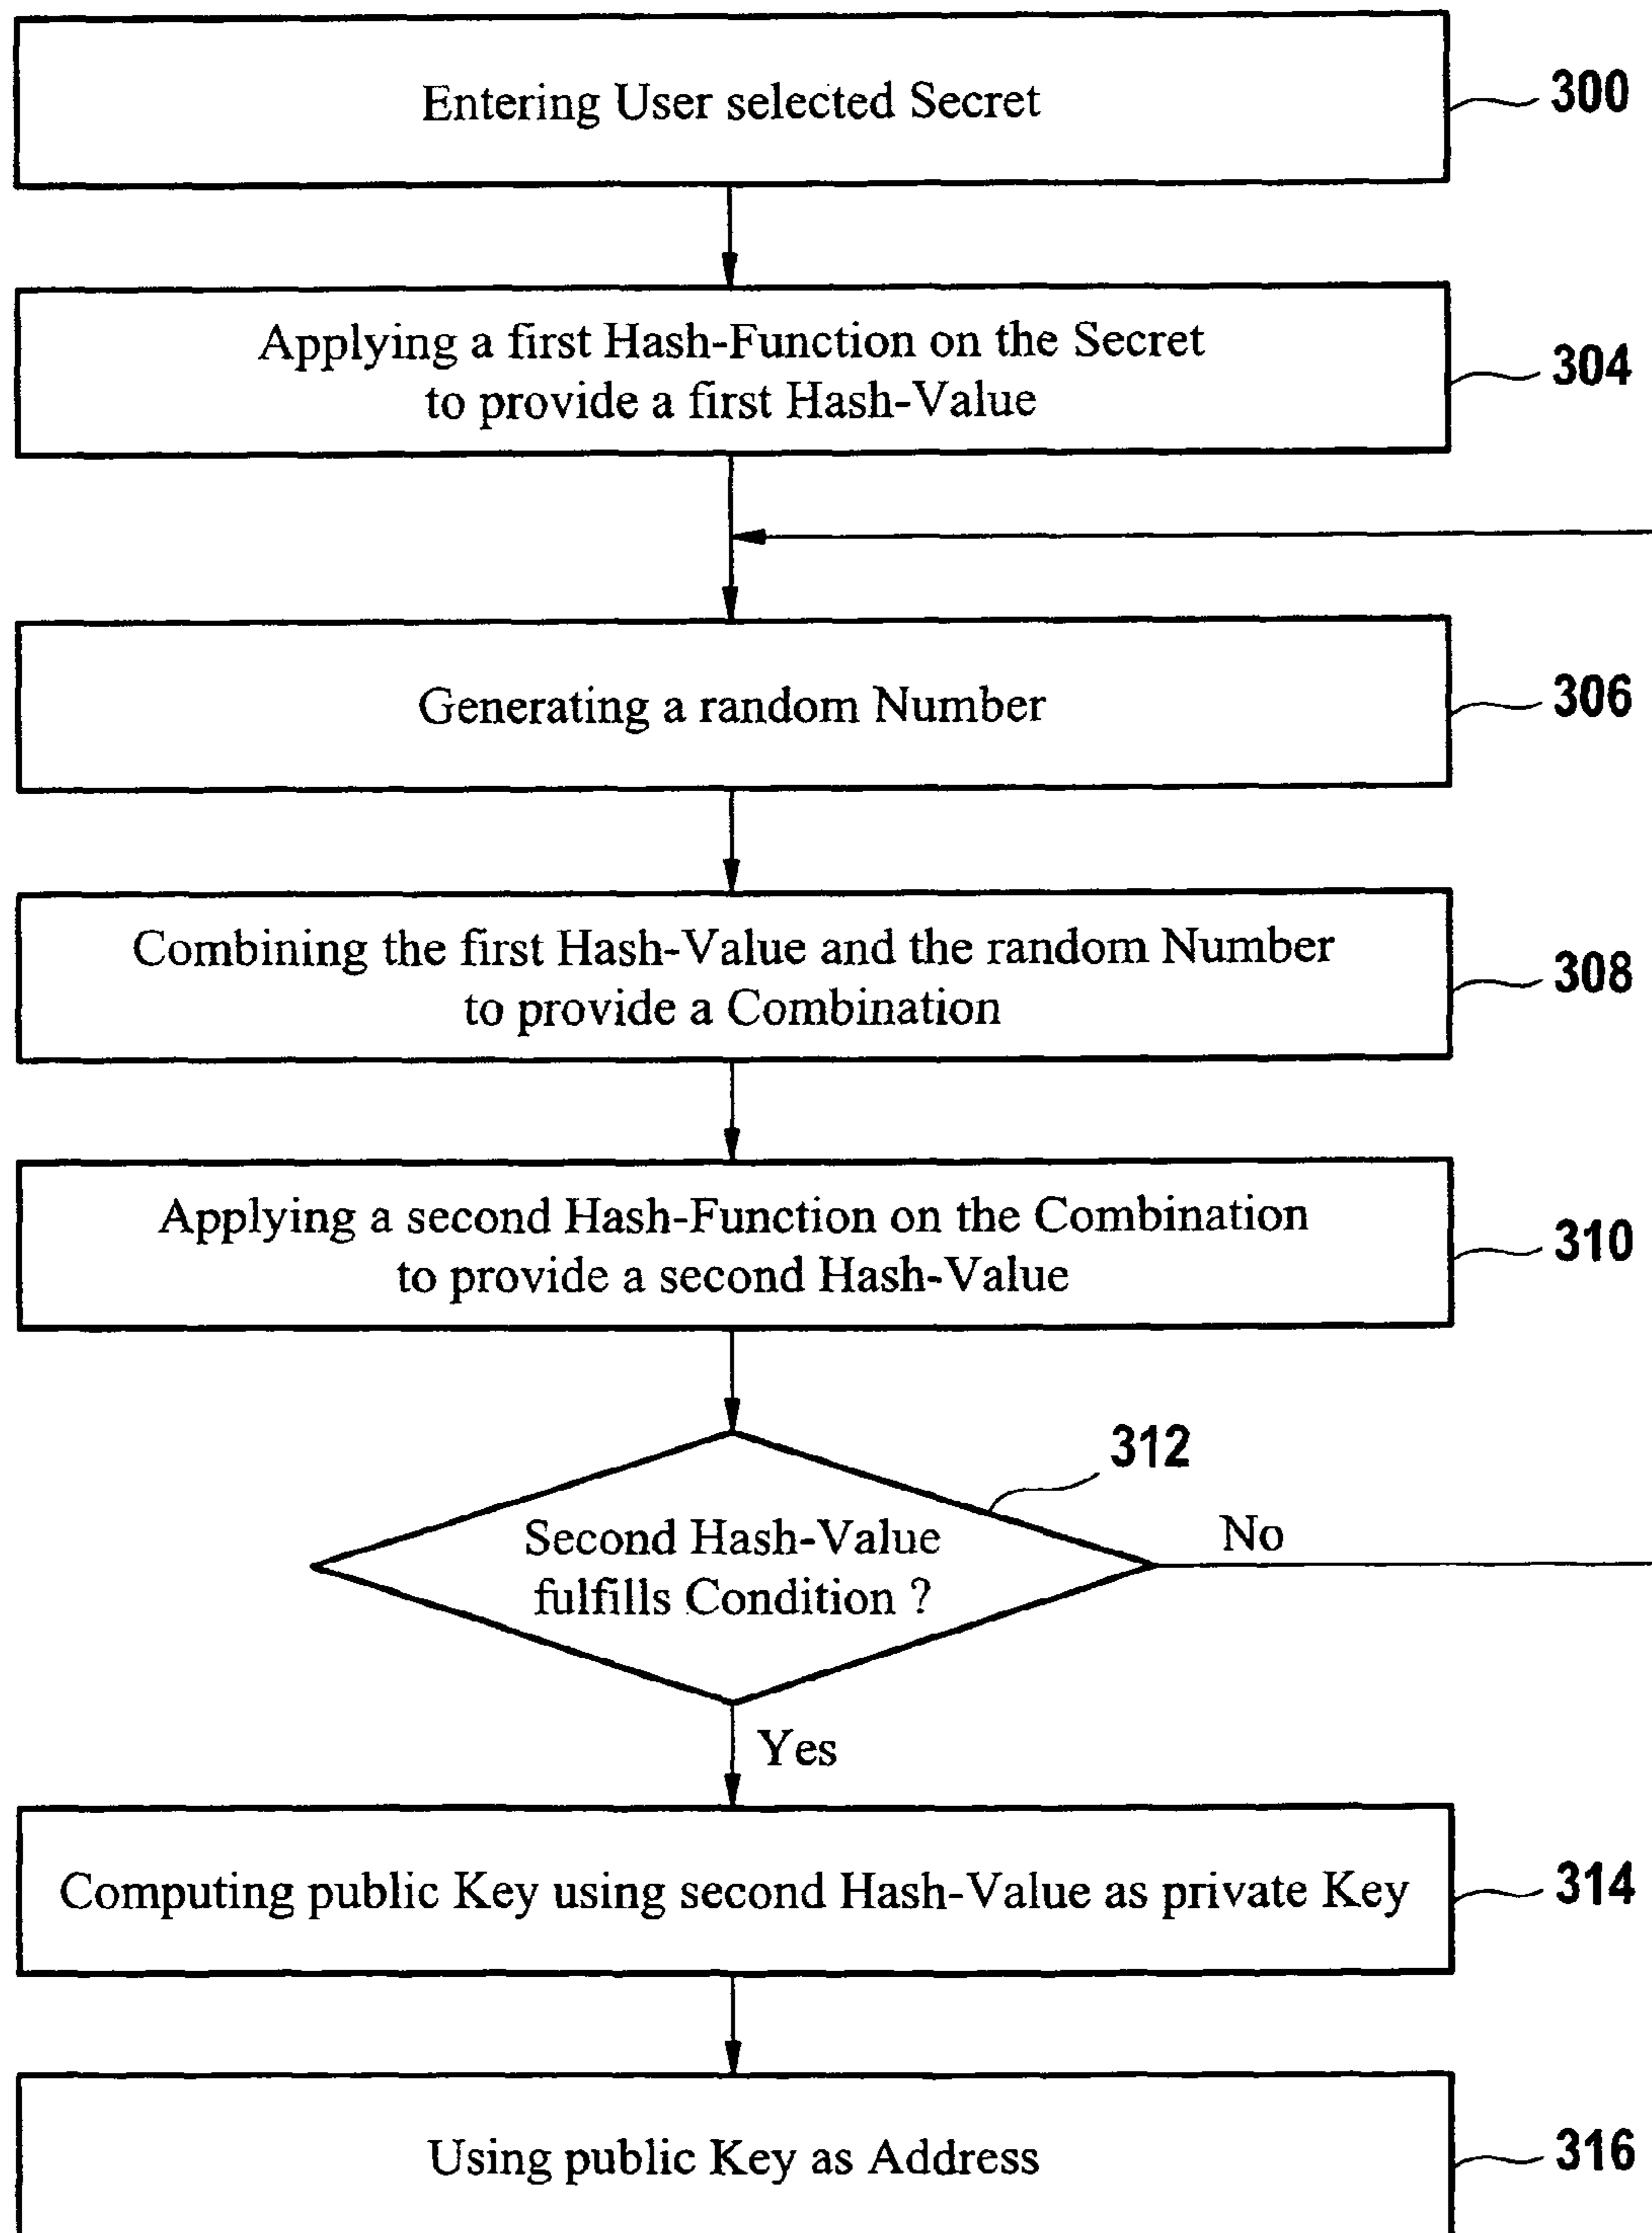 Entering User selected Secret
300
Applying a first Hash-Function on the Secret
to provide a first Hash-Value
304
Generating a random Number
306
Combining the first Hash-Value and the random Number
to provide a Combination
308
Applying a second Hash-Function on the Combination
to provide a second Hash-Value
310
312
Second Hash-Value
fulfills Condition ?
No
Yes
Computing public Key using second Hash-Value as private Key
314
Using public Key as Address
316